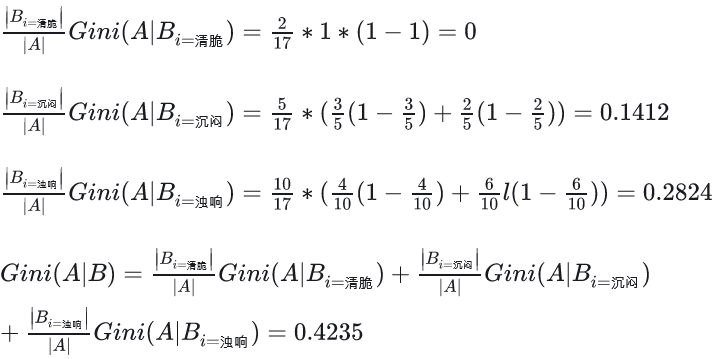 |B_{i=清脆}|/|A| Gini(A|B_{i=清脆}) = 2/17 * 1 * (1 − 1) = 0
|B_{i=沉闷}|/|A| Gini(A|B_{i=沉闷}) = 5/17 * (3/5(1 − 3/5) + 2/5(1 − 2/5)) = 0.1412
|B_{i=浊响}|/|A| Gini(A|B_{i=浊响}) = 10/17 * (4/10(1 − 4/10) + 6/10l(1 − 6/10)) = 0.2824
Gini(A|B) = |B_{i=清脆}|/|A| Gini(A|B_{i=清脆}) + |B_{i=沉闷}|/|A| Gini(A|B_{i=沉闷})
+ |B_{i=浊响}|/|A| Gini(A|B_{i=浊响}) = 0.4235